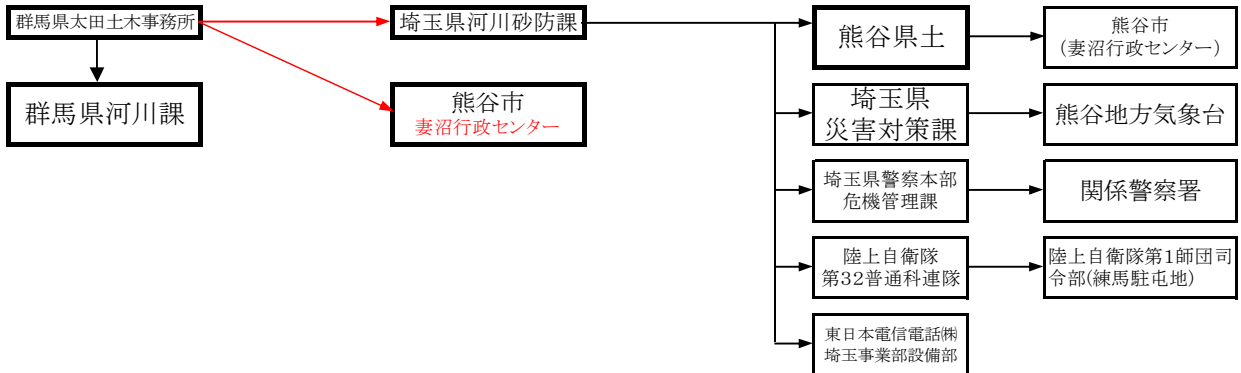 群馬県太田土木事務所
群馬県河川課
埼玉県河川砂防課
熊谷市
妻沼行政センター
熊谷県土
熊谷市
(妻沼行政センター)
埼玉県
災害対策課
熊谷地方気象台
埼玉県警察本部
危機管理課
関係警察署
陸上自衛隊
第32普通科連隊
陸上自衛隊第1師団司
令部(練馬駐屯地)
東日本電信電話㈱
埼玉事業部設備部